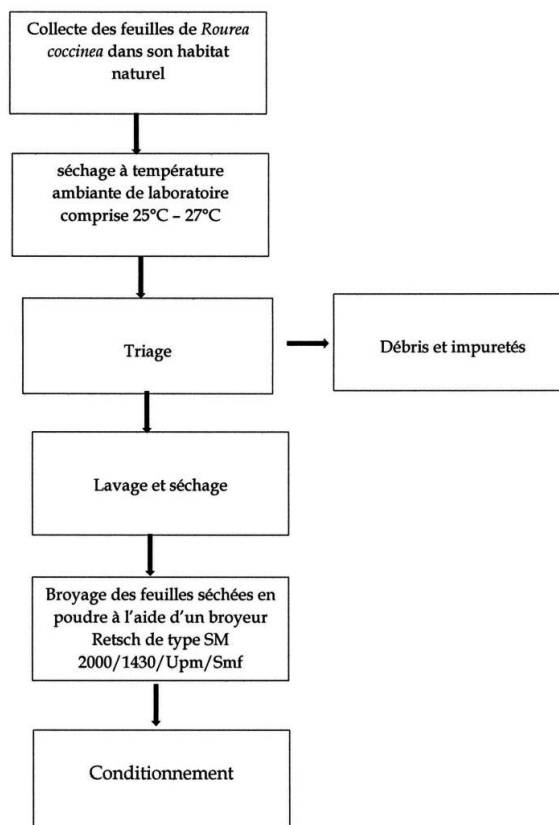 Collecte des feuilles de Rourea
coccinea dans son habitat
naturel
séchage à température
ambiante de laboratoire
comprise 25°C – 27°C
Triage
Débris et impuretés
Lavage et séchage
Broyage des feuilles séchées en
poudre à l'aide d'un broyeur
Retsch de type SM
2000/1430/Upm/Smf
Conditionnement